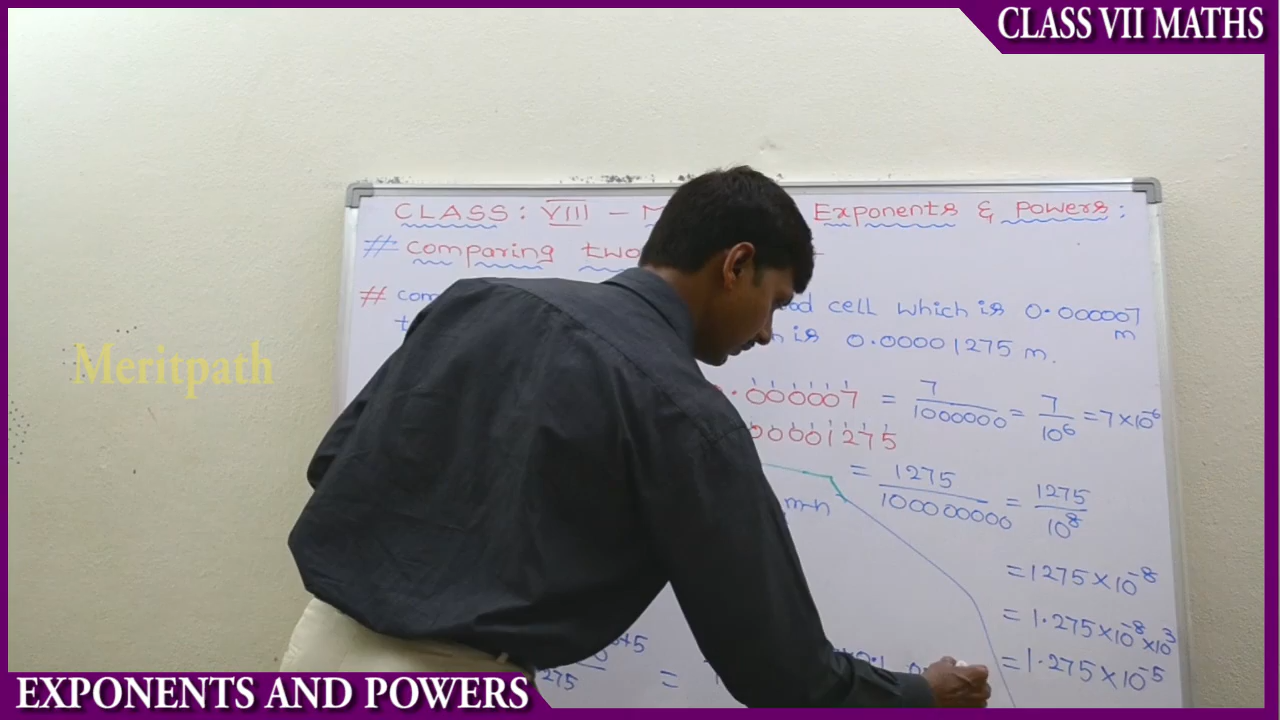 CLASS VII MATHS
CLASS: VIII - Exponents & Powers:
# comparing two
# cell which is 0.000007 m
is 0.00001275 m.
.000007 = 7/1000000 = 7/10⁶ = 7×10⁻⁶
00001275
= 1275/100000000 = 1275/10⁸
m-n
= 1275×10⁻⁸
= 1.275×10⁻⁸×10³
= 1.275×10⁻⁵
+5
275 =
Meritpath
EXPONENTS AND POWERS